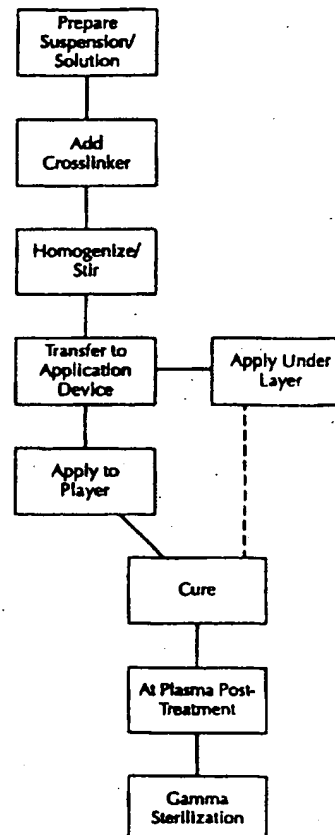 Prepare
Suspension/
Solution
Add
Crosslinker
Homogenize/
Stir
Transfer to
Application
Device
Apply Under
Layer
Apply to
Player
Cure
At Plasma Post-
Treatment
Gamma
Sterilization